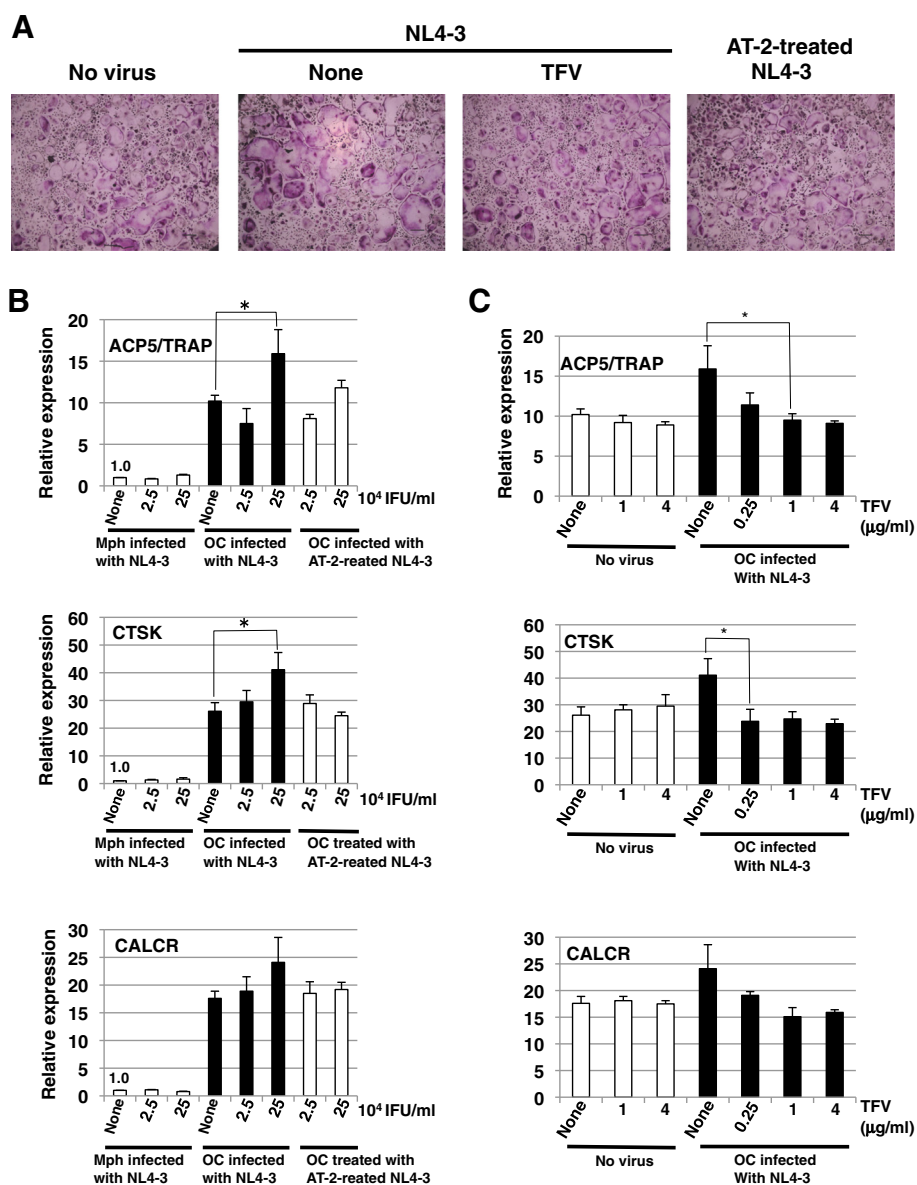 A
NL4-3
No virus
None
TFV
AT-2-treated
NL4-3
B
Relative expression
20
15
10
5
0
ACP5/TRAP
*
1.0
None
2.5
25
None
2.5
25
2.5
25
10⁴ IFU/ml
Mph infected
with NL4-3
OC infected
with NL4-3
OC infected with
AT-2-reated NL4-3
Relative expression
60
50
40
30
20
10
0
CTSK
*
1.0
None
2.5
25
None
2.5
25
2.5
25
10⁴ IFU/ml
Mph infected
with NL4-3
OC infected
with NL4-3
OC treated with
AT-2-reated NL4-3
Relative expression
30
25
20
15
10
5
0
CALCR
1.0
None
2.5
25
None
2.5
25
2.5
25
10⁴ IFU/ml
Mph infected
with NL4-3
OC infected
with NL4-3
OC treated with
AT-2-reated NL4-3
C
Relative expression
20
15
10
5
0
ACP5/TRAP
*
None
1
4
None
0.25
1
4
TFV
(μg/ml)
No virus
OC infected
With NL4-3
60
50
40
30
20
10
0
CTSK
*
None
1
4
None
0.25
1
4
TFV
(μg/ml)
No virus
OC infected
With NL4-3
30
25
20
15
10
5
0
CALCR
None
1
4
None
0.25
1
4
TFV
(μg/ml)
No virus
OC infected
With NL4-3